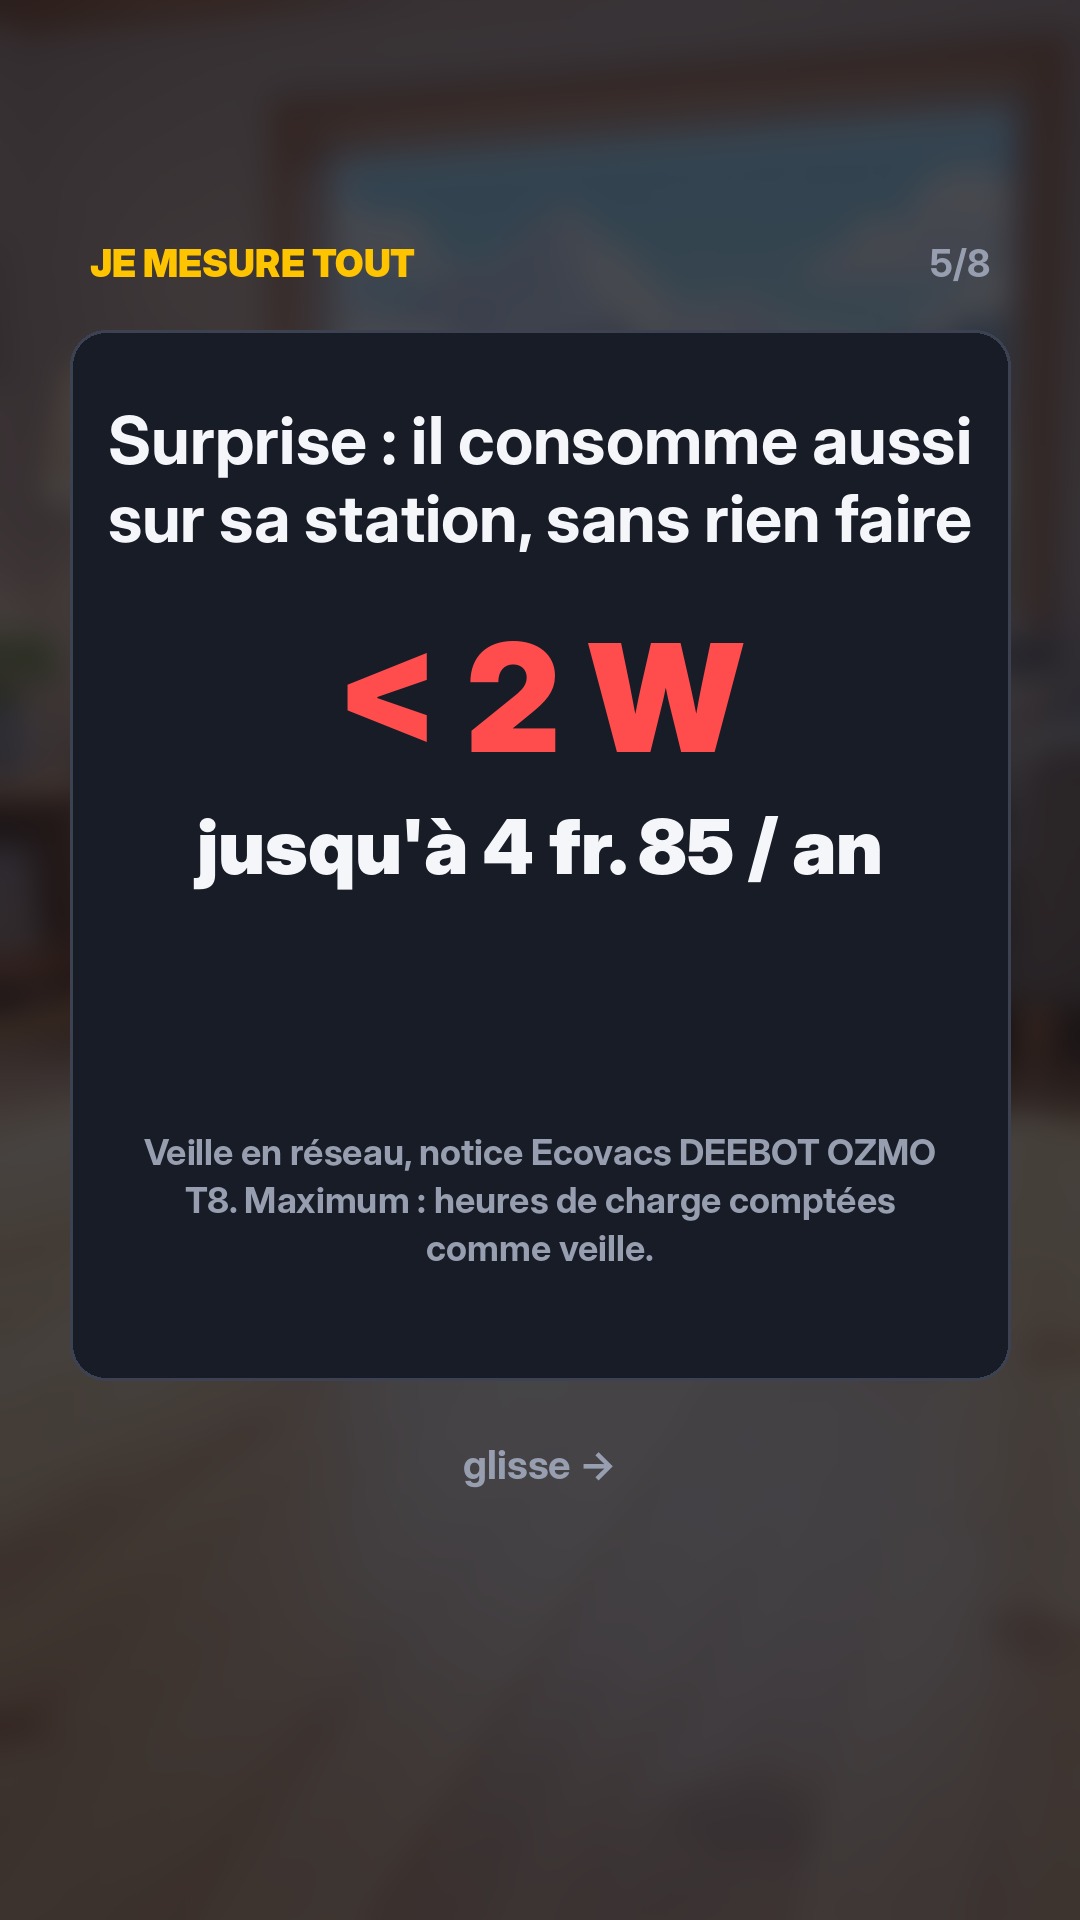 JE MESURE TOUT
5/8
Surprise : il consomme aussi
sur sa station, sans rien faire
< 2 W
jusqu'à 4 fr. 85 / an
Veille en réseau, notice Ecovacs DEEBOT OZMO
T8. Maximum : heures de charge comptées
comme veille.
glisse →